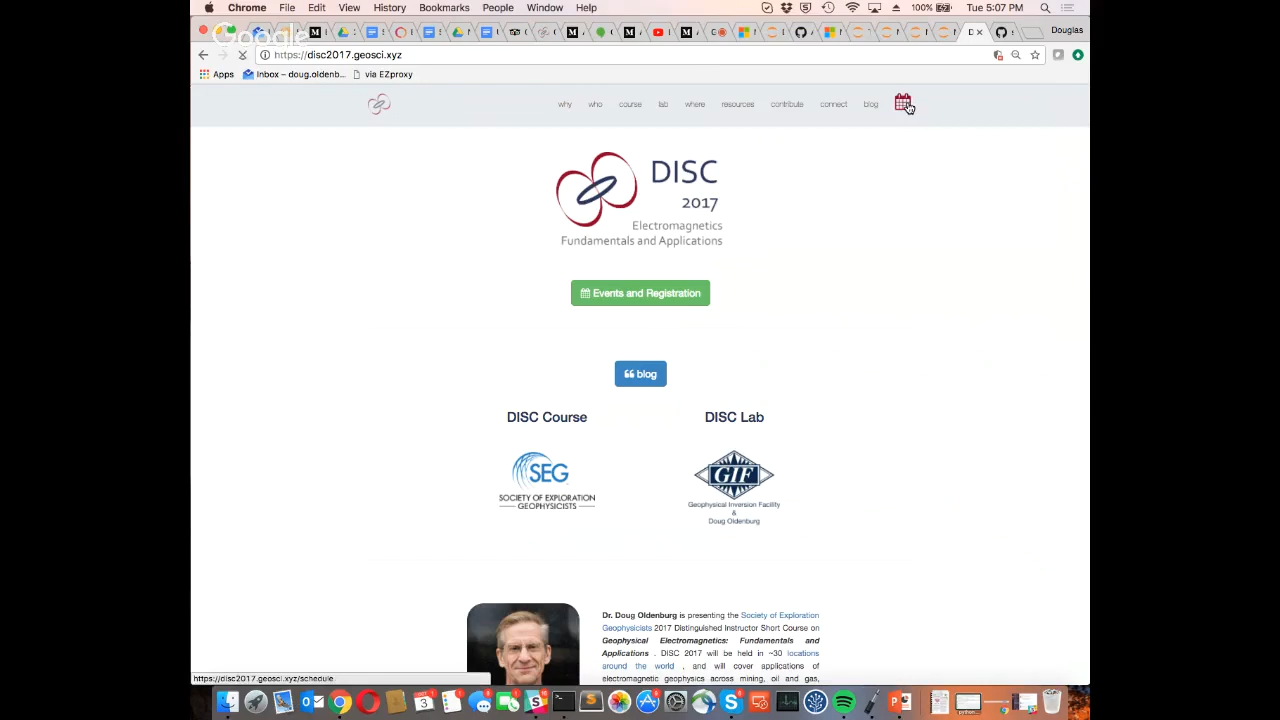 Chrome File Edit View History Bookmarks People Window Help 100% Tue 5:07 PM
Google
Douglas
https://disc2017.geosci.xyz
Apps Inbox – doug.oldenb... via EZproxy
why who course lab where resources contribute connect blog
DISC
2017
Electromagnetics
Fundamentals and Applications
Events and Registration
blog
DISC Course DISC Lab
SEG
SOCIETY OF EXPLORATION
GEOPHYSICISTS
GIF
Geophysical Inversion Facility
&
Doug Oldenburg
Dr. Doug Oldenburg is presenting the Society of Exploration
Geophysicists 2017 Distinguished Instructor Short Course on
Geophysical Electromagnetics: Fundamentals and
Applications . DISC 2017 will be held in ~30 locations
around the world , and will cover applications of
electromagnetic geophysics across mining, oil and gas,
https://disc2017.geosci.xyz/schedule